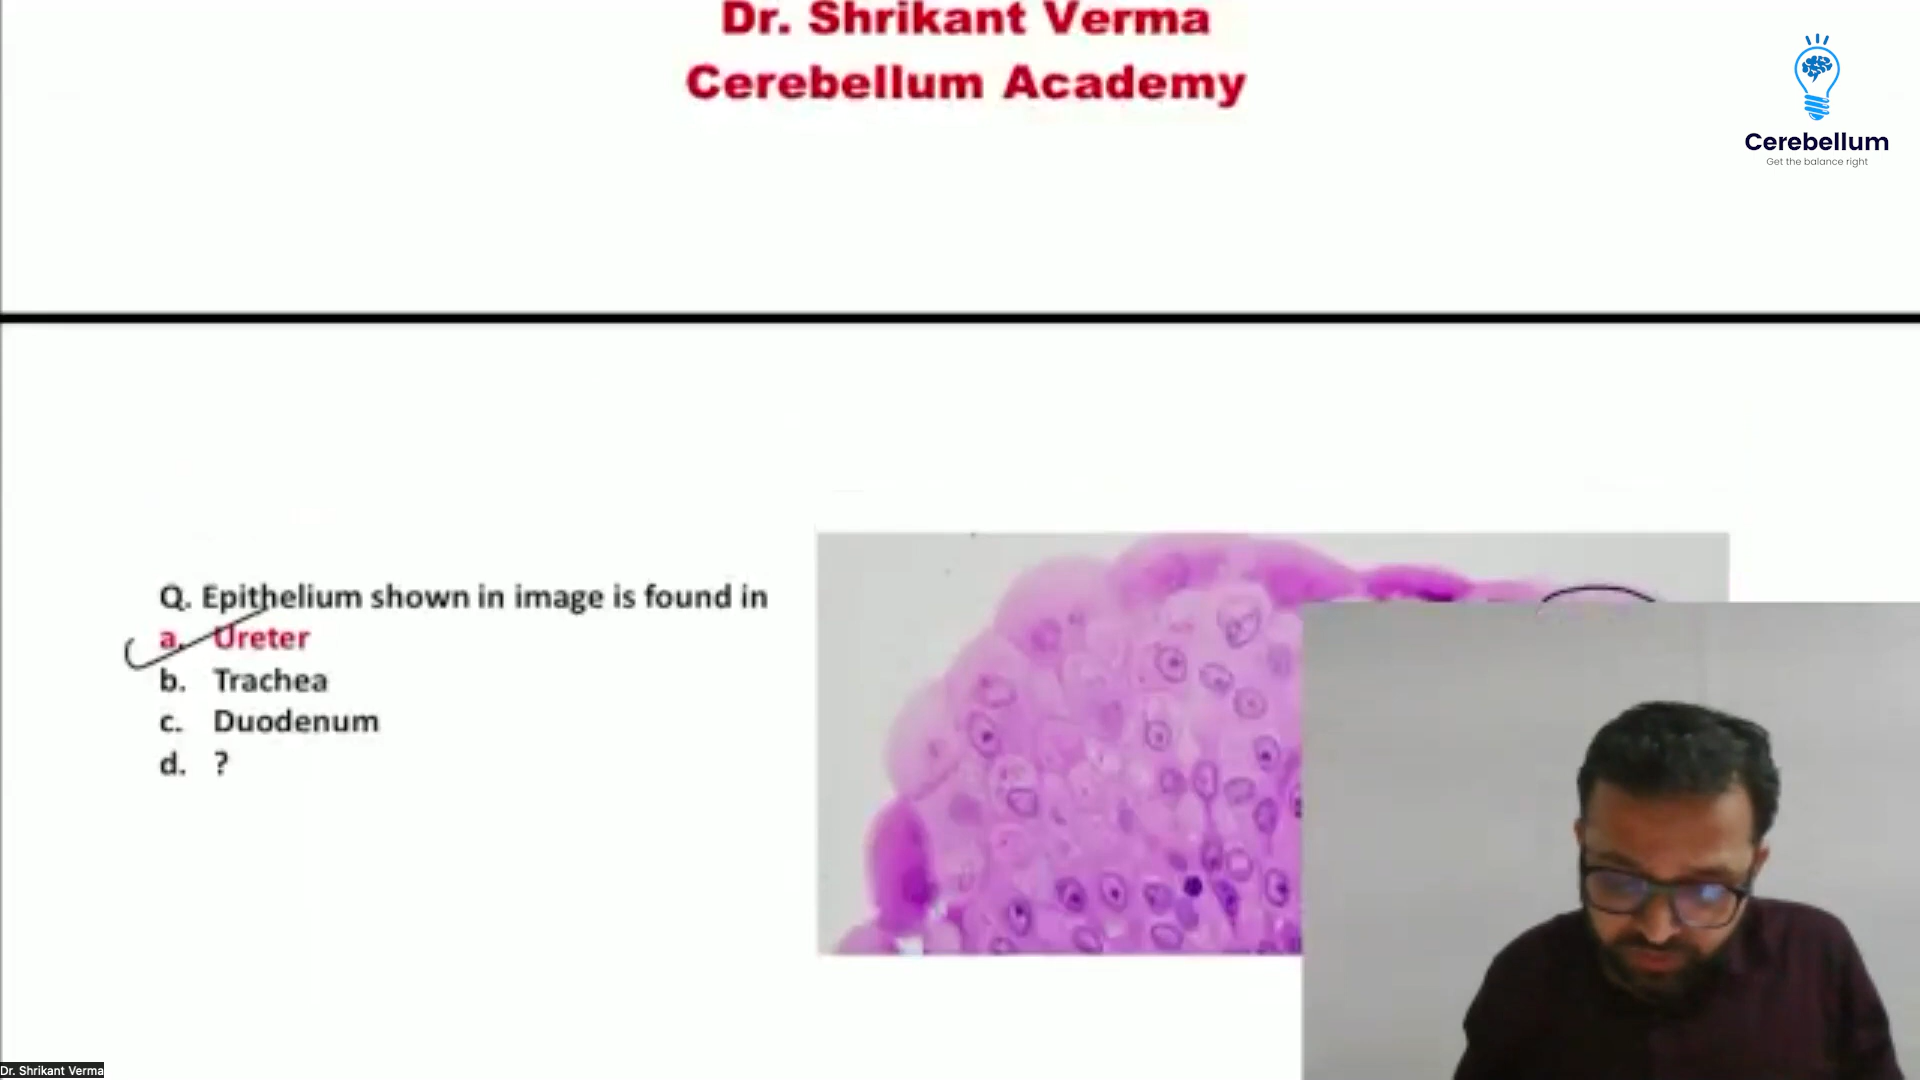 Dr. Shrikant Verma
Cerebellum Academy
Cerebellum
Get the balance right
Q. Epithelium shown in image is found in
a. Ureter
b. Trachea
c. Duodenum
d. ?
Dr. Shrikant Verma